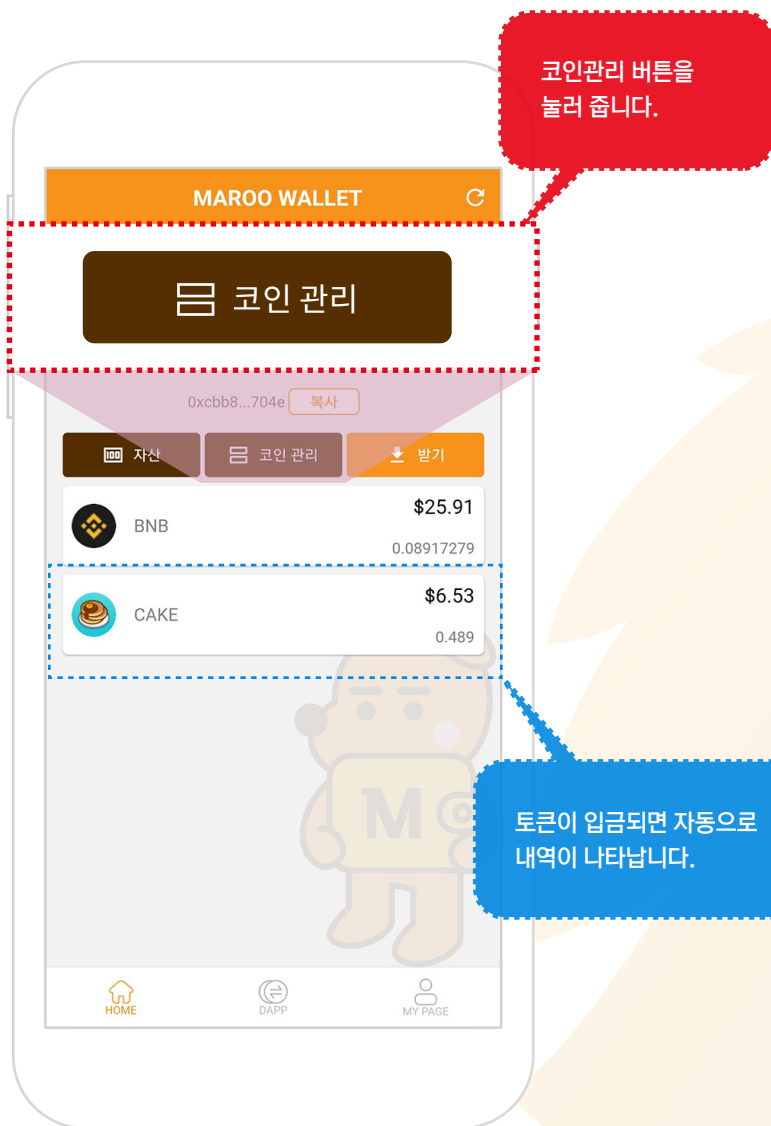 코인관리 버튼을
눌러 줍니다.
MAROO WALLET
코인 관리
0xcbb8...704e 복사
자산 코인 관리 받기
BNB $25.91
0.08917279
CAKE $6.53
0.489
M
토큰이 입금되면 자동으로
내역이 나타납니다.
HOME DAPP MY PAGE